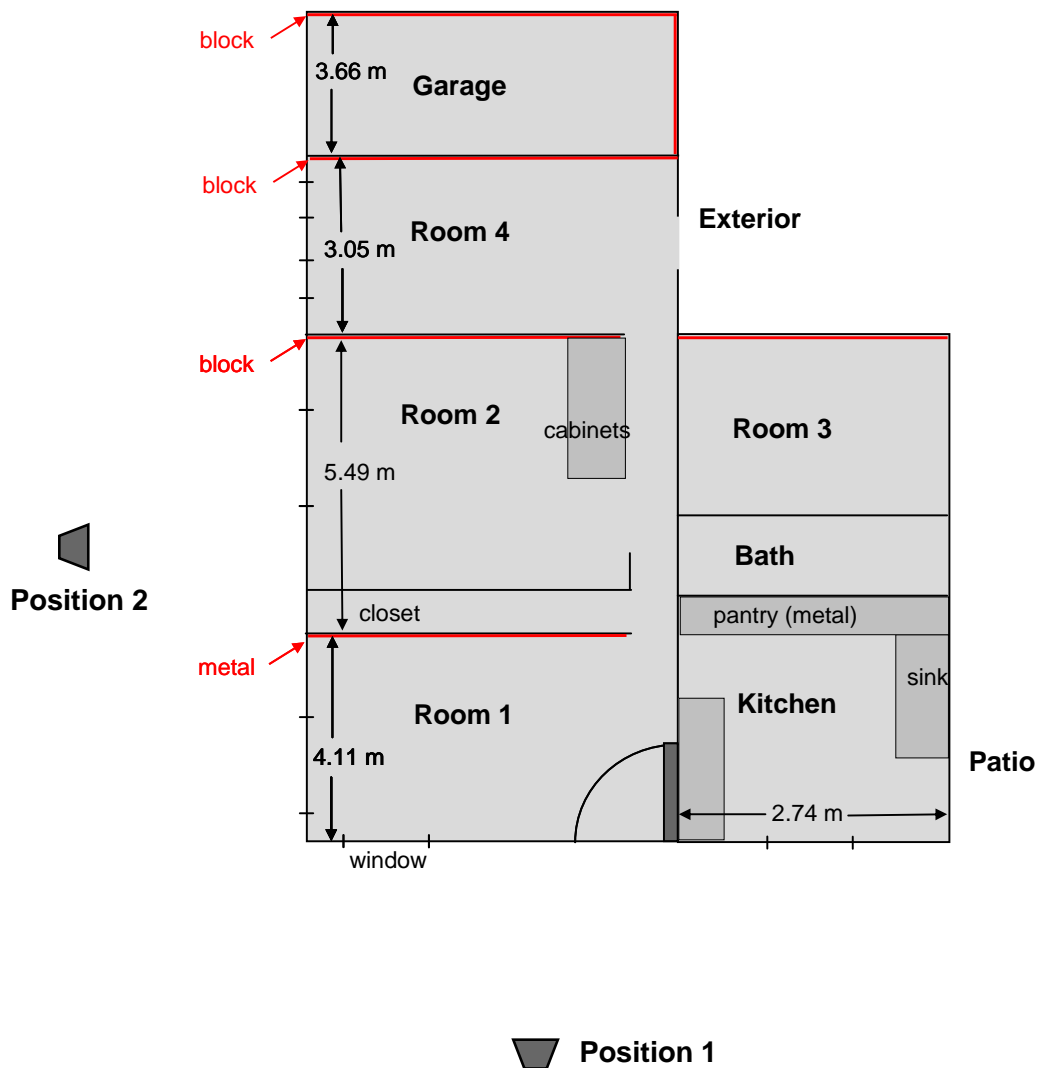 block
3.66 m
Garage
block
Room 4
Exterior
3.05 m
block
Room 2
cabinets
Room 3
5.49 m
Position 2
Bath
closet
pantry (metal)
metal
sink
Room 1
Kitchen
4.11 m
Patio
2.74 m
window
Position 1